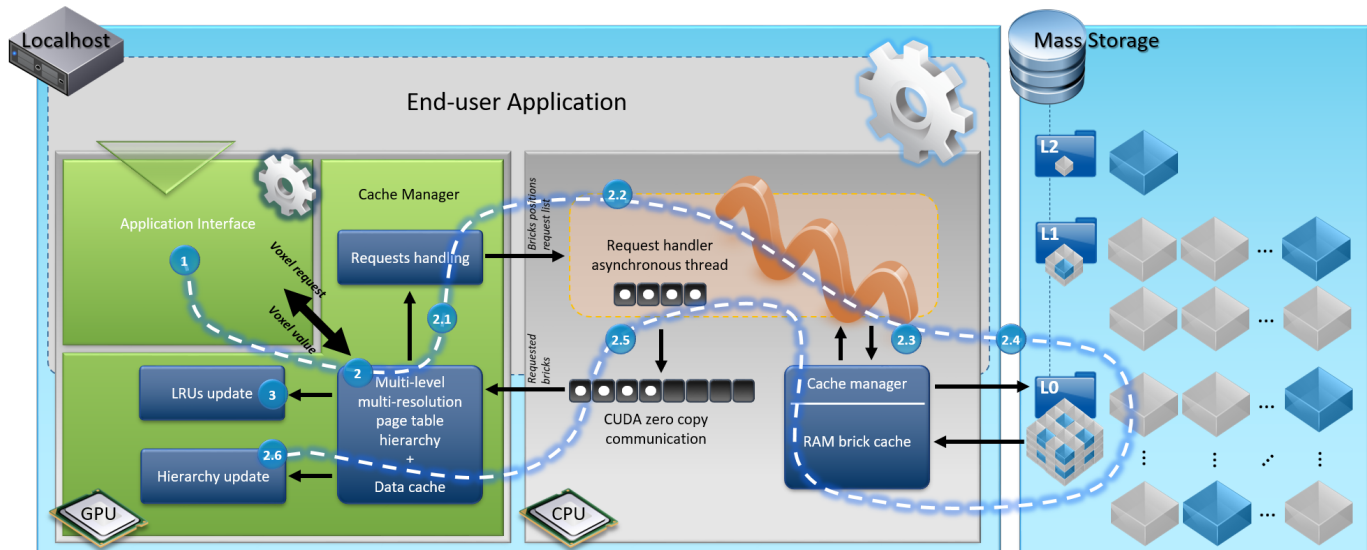 Localhost
Mass Storage
End-user Application
Application Interface
Cache Manager
Requests handling
Voxel request
Voxel value
1
2
2.1
2.2
2.3
2.4
2.5
2.6
3
Bricks positions
request list
Request handler
asynchronous thread
Requested
bricks
LRUs update
Hierarchy update
Multi-level
multi-resolution
page table
hierarchy
+
Data cache
CUDA zero copy
communication
Cache manager
RAM brick cache
GPU
CPU
L2
L1
...
L0
...
...